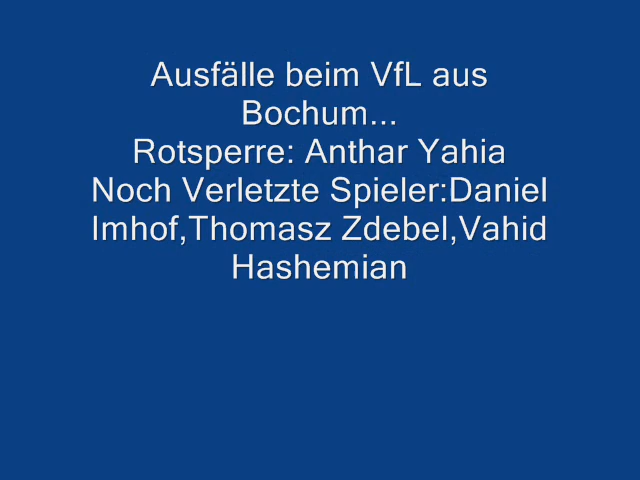 Ausfälle beim VfL aus
Bochum...
Rotsperre: Anthar Yahia
Noch Verletzte Spieler:Daniel
Imhof,Thomasz Zdebel,Vahid
Hashemian